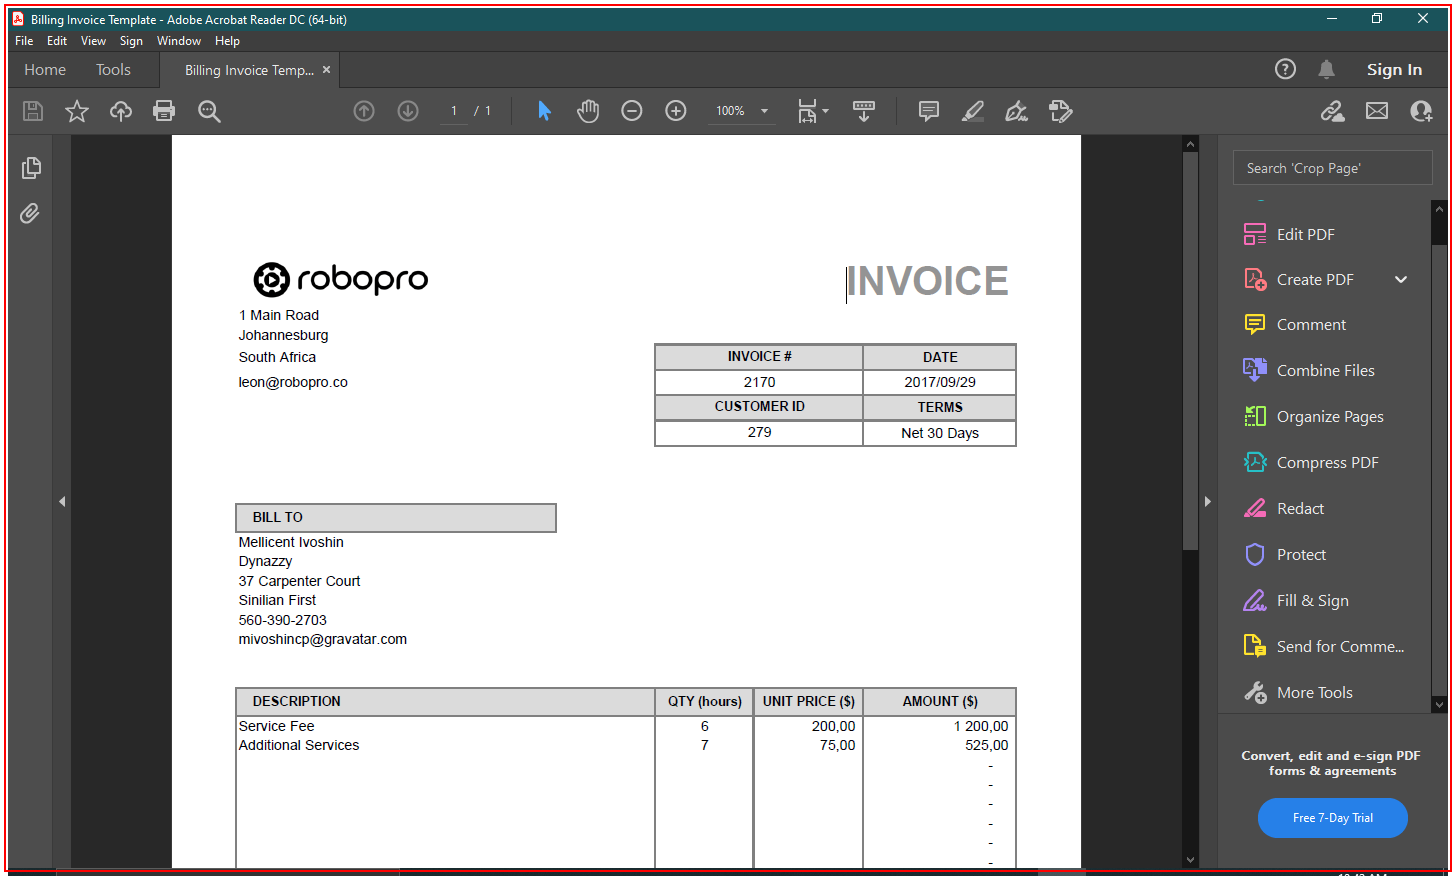 Billing Invoice Template - Adobe Acrobat Reader DC (64-bit)
File Edit View Sign Window Help
Home Tools Billing Invoice Temp... × Sign In
1 / 1 100%
Search 'Crop Page'
Edit PDF
Create PDF
Comment
Combine Files
Organize Pages
Compress PDF
Redact
Protect
Fill & Sign
Send for Comme...
More Tools
Convert, edit and e-sign PDF
forms & agreements
Free 7-Day Trial
robopro
INVOICE
1 Main Road
Johannesburg
South Africa
leon@robopro.co
INVOICE # DATE
2170 2017/09/29
CUSTOMER ID TERMS
279 Net 30 Days
BILL TO
Mellicent Ivoshin
Dynazzy
37 Carpenter Court
Sinilian First
560-390-2703
mivoshincp@gravatar.com
DESCRIPTION QTY (hours) UNIT PRICE ($) AMOUNT ($)
Service Fee 6 200,00 1 200,00
Additional Services 7 75,00 525,00
-
-
-
-
-
-